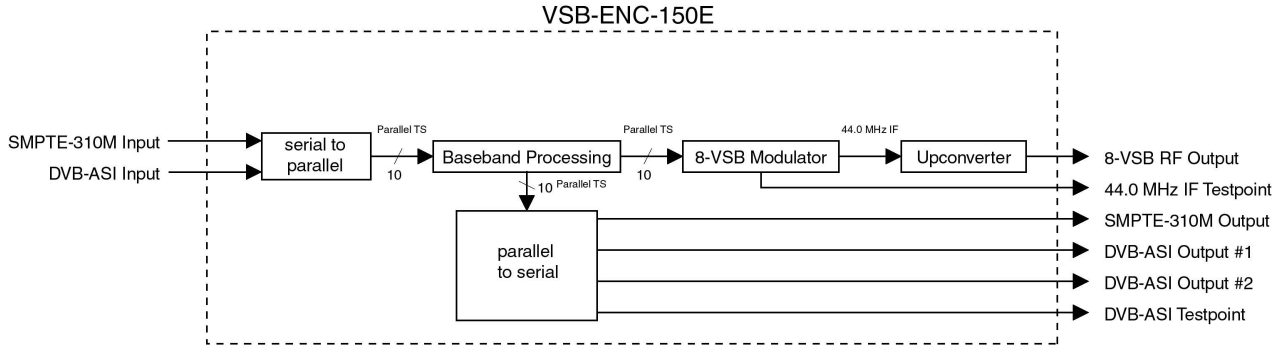 VSB-ENC-150E
SMPTE-310M Input
DVB-ASI Input
serial to
parallel
Parallel TS
10
Baseband Processing
Parallel TS
10
8-VSB Modulator
44.0 MHz IF
Upconverter
8-VSB RF Output
44.0 MHz IF Testpoint
10 Parallel TS
parallel
to serial
SMPTE-310M Output
DVB-ASI Output #1
DVB-ASI Output #2
DVB-ASI Testpoint